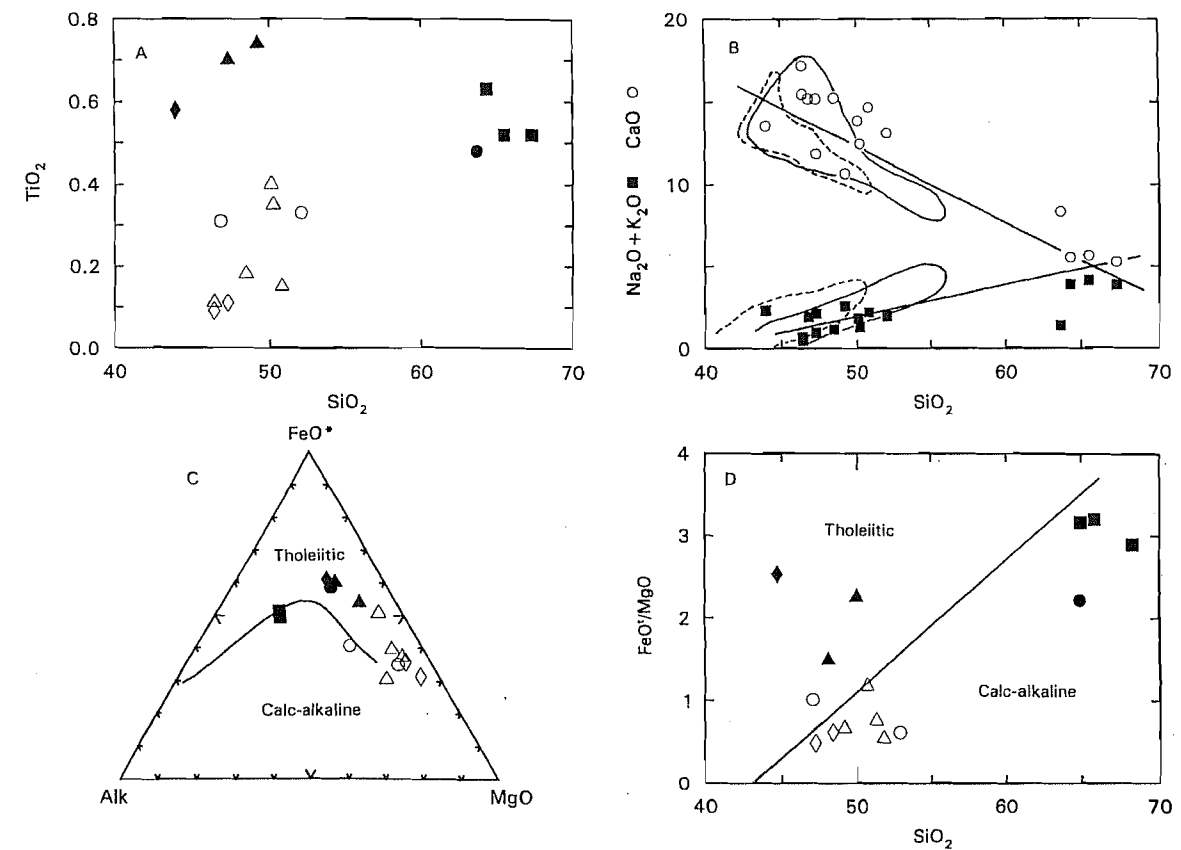 A
TiO₂
0.8
0.6
0.4
0.2
0.0
40
50
60
70
SiO₂
B
Na₂O + K₂O ■ CaO ○
20
10
0
40
50
60
70
SiO₂
C
FeO*
Tholeiitic
Calc-alkaline
Alk
MgO
D
FeO*/MgO
4
3
2
1
0
Tholeiitic
Calc-alkaline
40
50
60
70
SiO₂